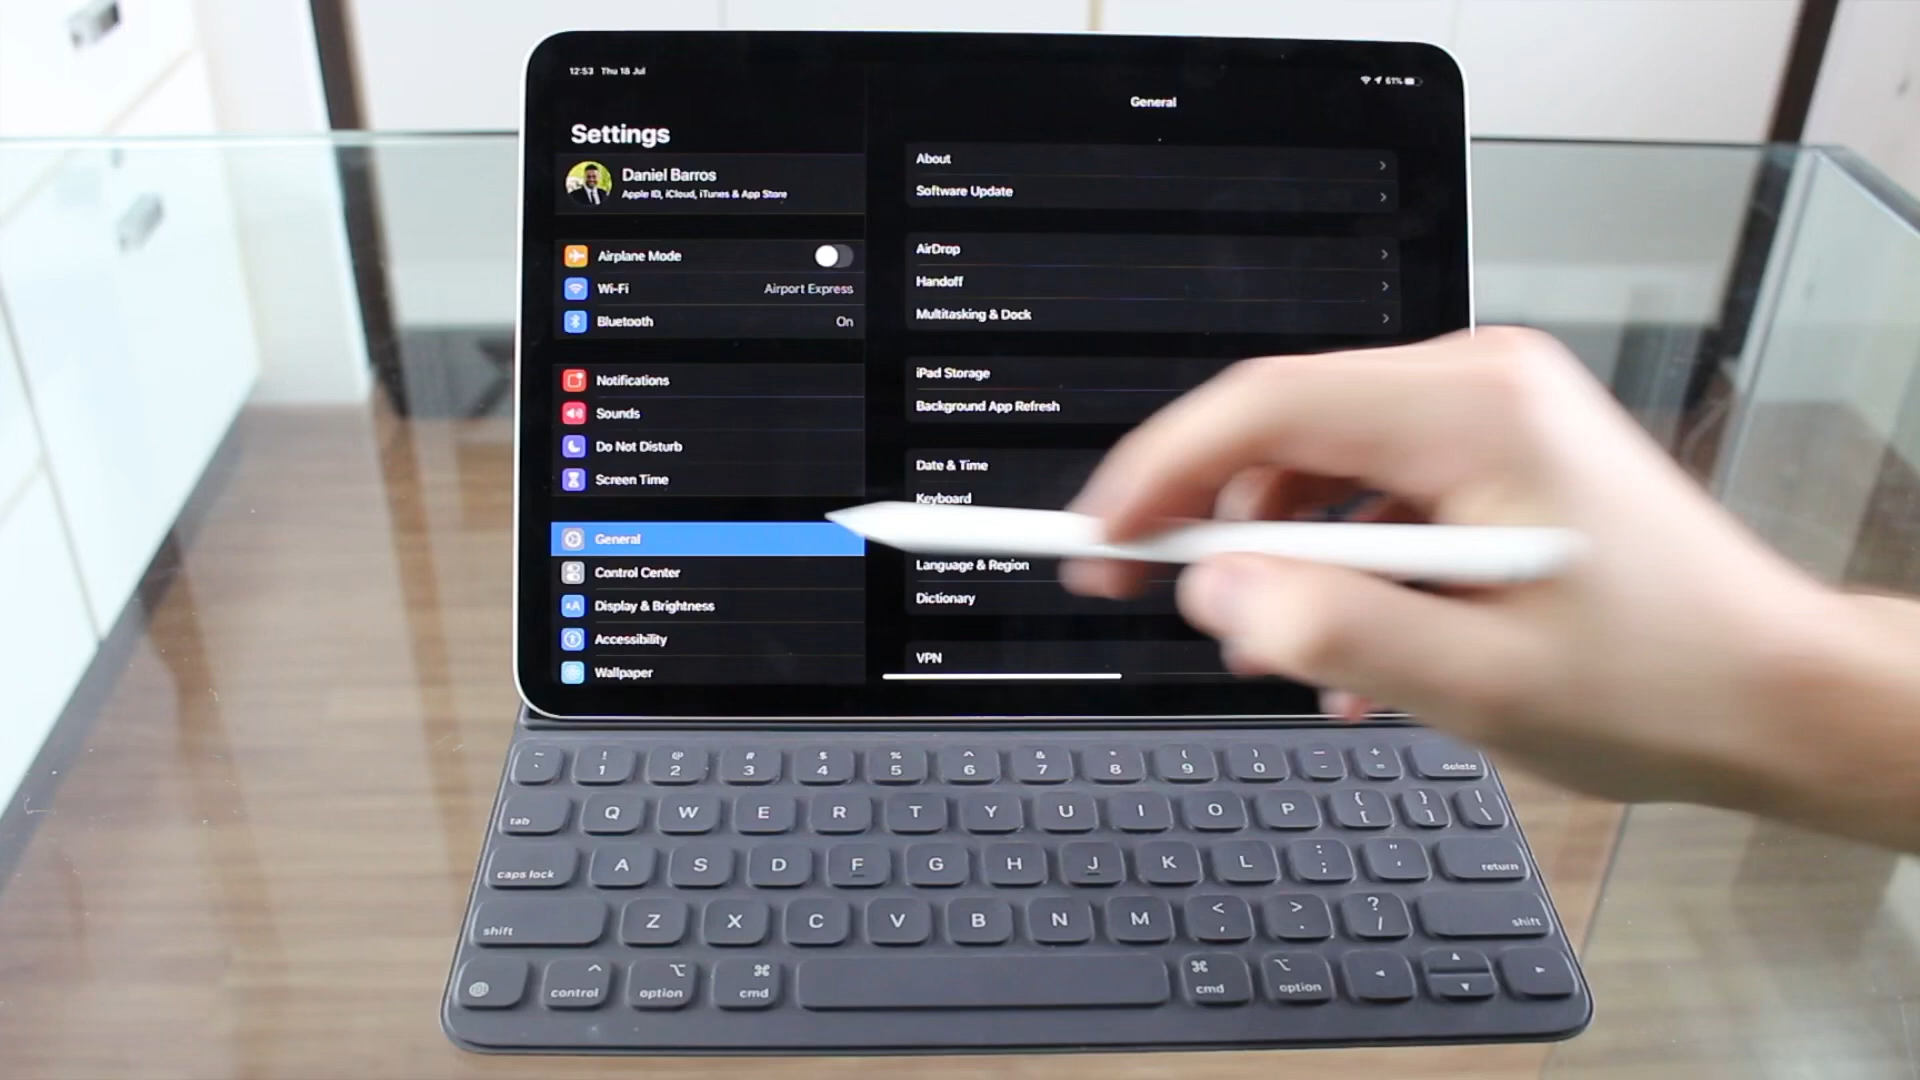 12:53 Thu 18 Jul
61%
Settings
General
Daniel Barros
Apple ID, iCloud, iTunes & App Store
Airplane Mode
Wi-Fi Airport Express
Bluetooth On
Notifications
Sounds
Do Not Disturb
Screen Time
General
Control Center
Display & Brightness
Accessibility
Wallpaper
About
Software Update
AirDrop
Handoff
Multitasking & Dock
iPad Storage
Background App Refresh
Date & Time
Keyboard
Language & Region
Dictionary
VPN
~ ! @ # $ % ^ & * ( ) _ +
` 1 2 3 4 5 6 7 8 9 0 - = delete
tab Q W E R T Y U I O P { [ } ] | \
caps lock A S D F G H J K L : ; " ' return
shift Z X C V B N M < , > . ? / shift
control option cmd cmd option